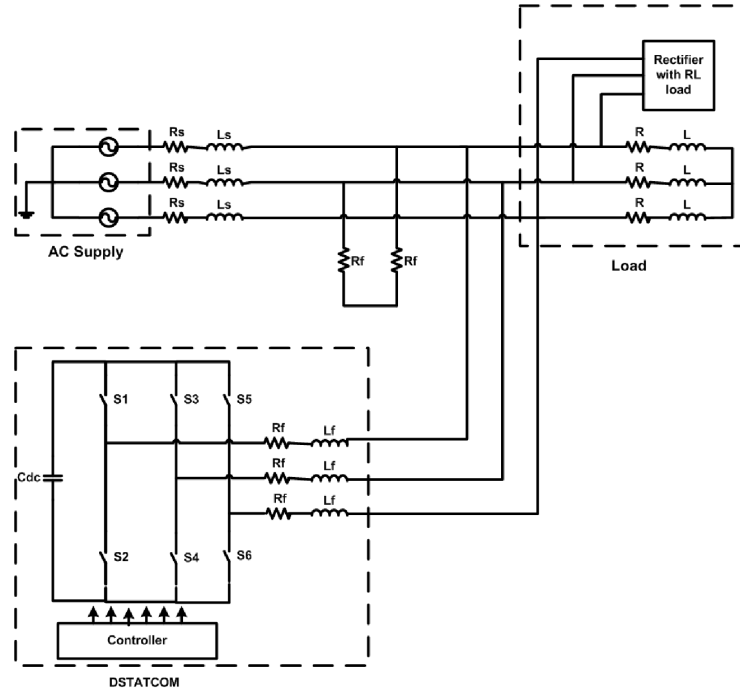 Rectifier
with RL
load
Rs Ls R L
Rs Ls R L
Rs Ls R L
AC Supply
Rf Rf
Load
S1 S3 S5
Rf Lf
Rf Lf
Cdc
Rf Lf
S2 S4 S6
Controller
DSTATCOM